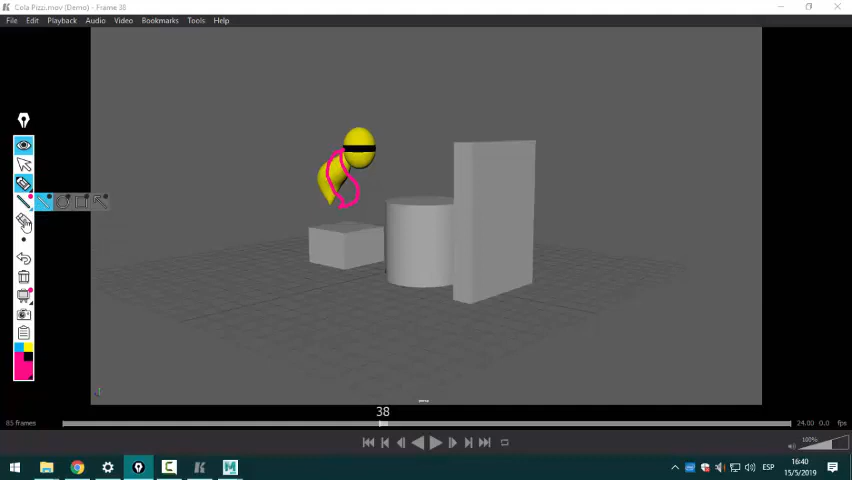 Cola Pizzi.mov (Demo) - Frame 38
File Edit Playback Audio Video Bookmarks Tools Help
38
85 frames
24.00 0.0 fps
100%
ESP
16:40
15/5/2019